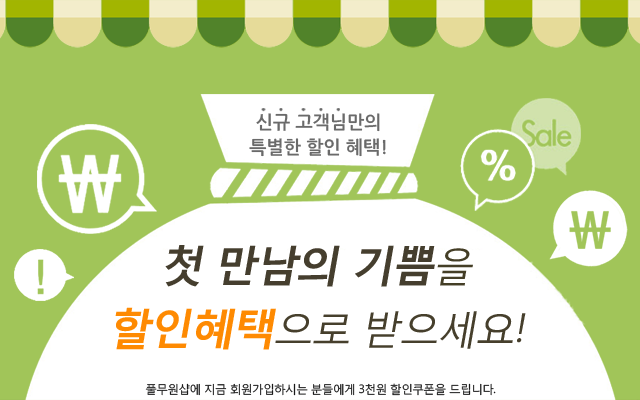 신규 고객님만의
특별한 할인 혜택!
₩
%
Sale
₩
!
첫 만남의 기쁨을
할인혜택으로 받으세요!
풀무원샵에 지금 회원가입하시는 분들에게 3천원 할인쿠폰을 드립니다.